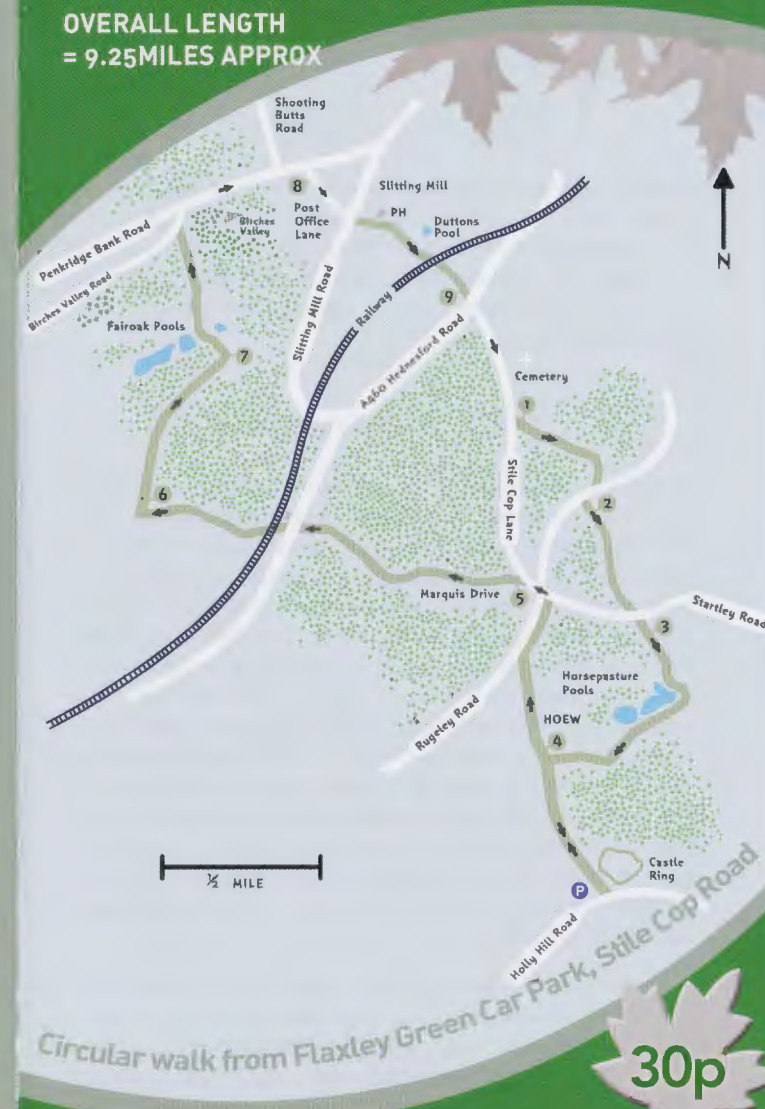 OVERALL LENGTH
= 9.25MILES APPROX
Shooting
Butts
Road
8
Slitting Mill
Post
Office
Lane
PH
Duttons
Pool
N
Birches
Valley
Penkridge Bank Road
Birches Valley Road
Slitting Mill Road
Railway
9
A460 Hednesford Road
Fairoak Pools
7
Cemetery
1
6
Stile Cop Lane
2
Marquis Drive
5
Startley Road
3
Horsepasture
Pools
Rugeley Road
HOEW
4
½ MILE
Castle
Ring
P
Holly Hill Road
Circular walk from Flaxley Green Car Park, Stile Cop Road
30p